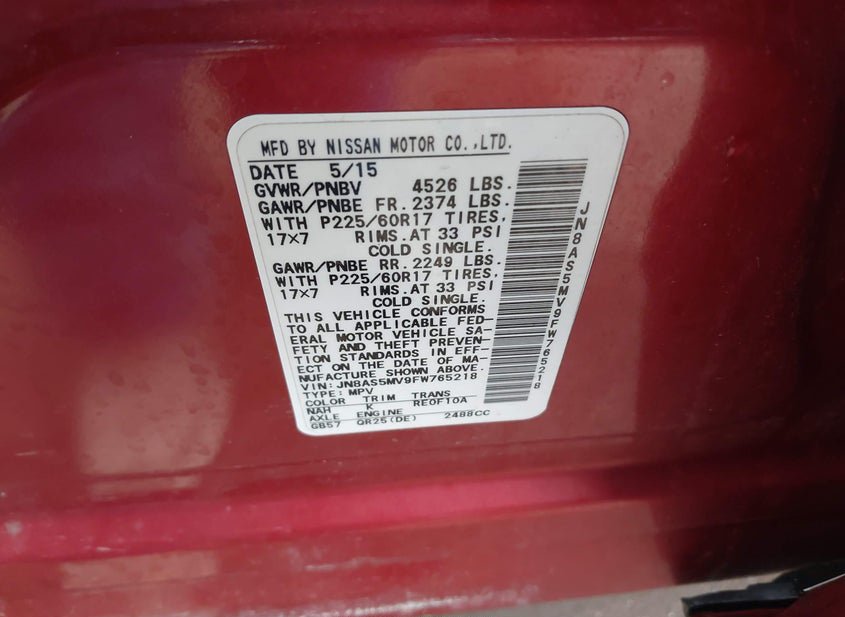 MFD BY NISSAN MOTOR CO.,LTD.
DATE 5/15
GVWR/PNBV 4526 LBS.
GAWR/PNBE FR. 2374 LBS.
WITH P225/60R17 TIRES,
17×7 RIMS. AT 33 PSI
COLD SINGLE.
GAWR/PNBE RR. 2249 LBS.
WITH P225/60R17 TIRES,
17×7 RIMS. AT 33 PSI
COLD SINGLE.
THIS VEHICLE CONFORMS
TO ALL APPLICABLE FED-
ERAL MOTOR VEHICLE SA-
FETY AND THEFT PREVEN-
TION STANDARDS IN EFF-
ECT ON THE DATE OF MA-
NUFACTURE SHOWN ABOVE.
VIN: JN8AS5MV9FW765218
TYPE: MPV
COLOR TRIM TRANS
NAH K RE0F10A
AXLE ENGINE
GB57 QR25(DE) 2488CC
JN8AS5MV9FW765218